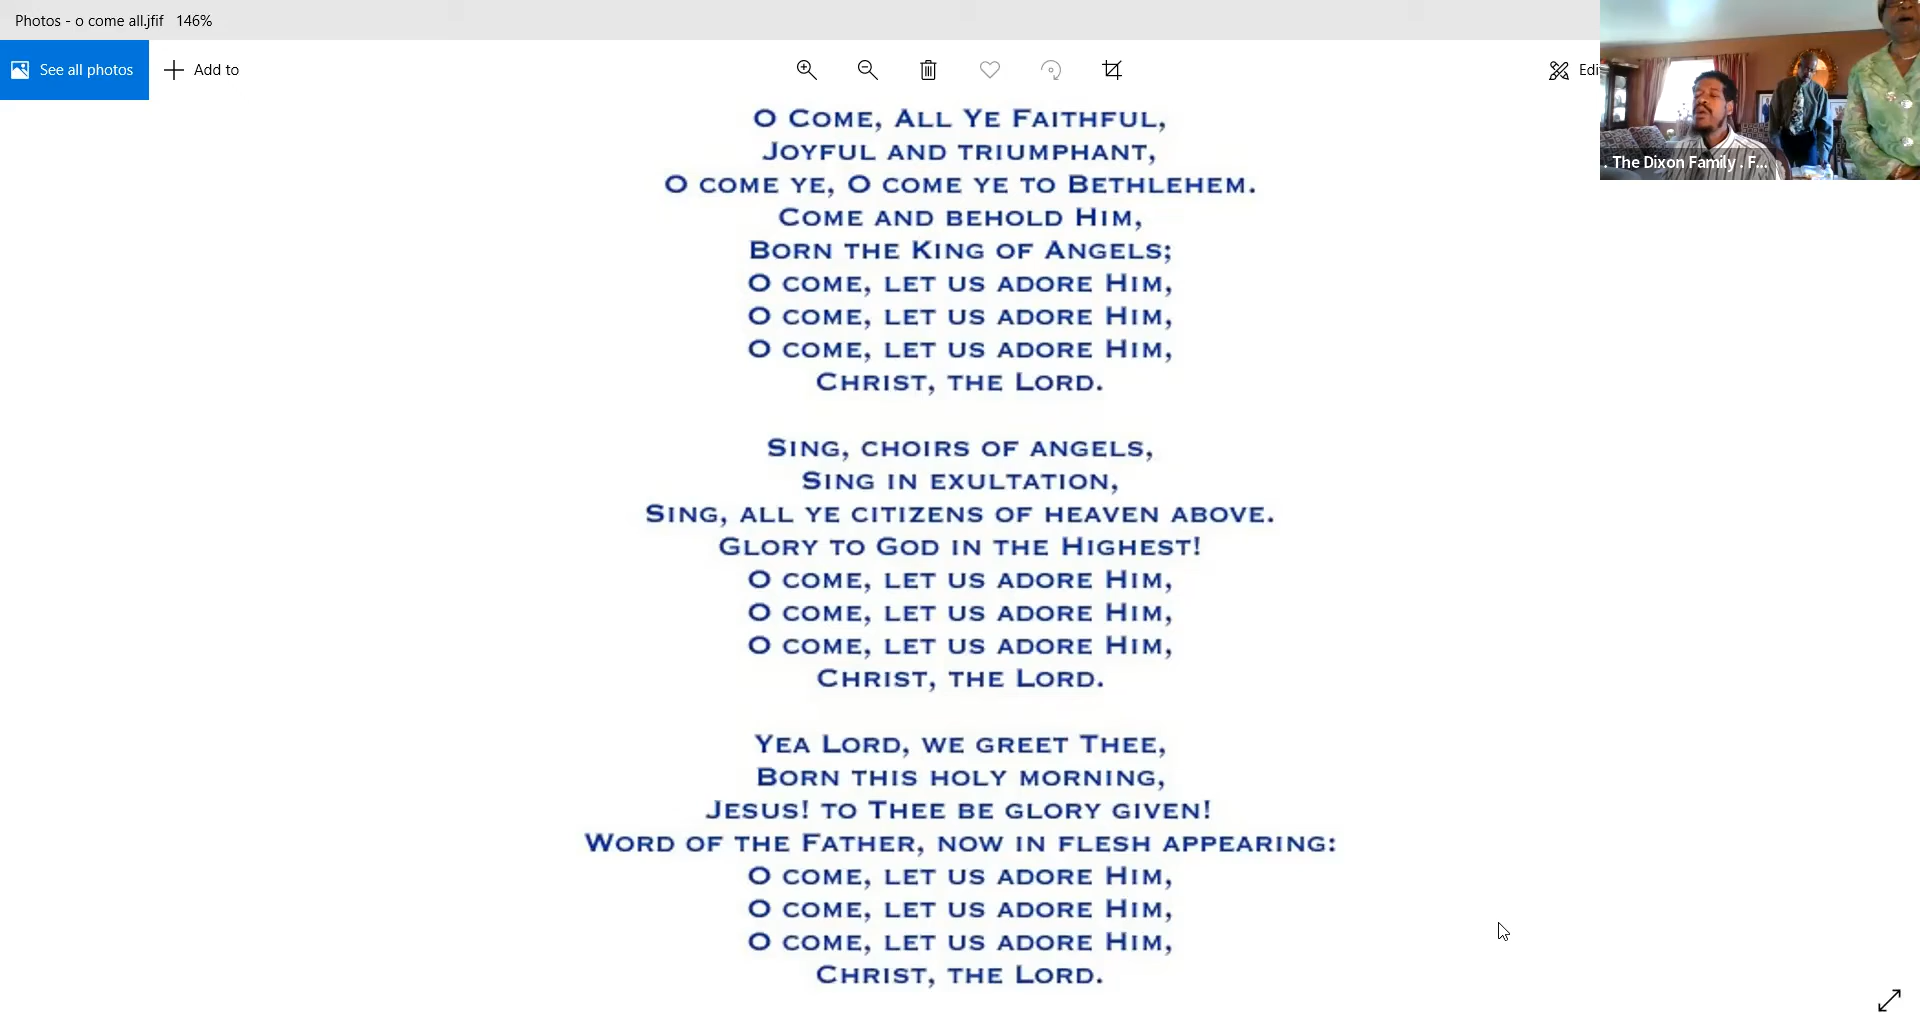 Photos - o come all.jfif 146%
See all photos
Add to
Edi
. The Dixon Family . F...
O Come, All Ye Faithful,
Joyful and triumphant,
O come ye, O come ye to Bethlehem.
Come and behold Him,
Born the King of Angels;
O come, let us adore Him,
O come, let us adore Him,
O come, let us adore Him,
Christ, the Lord.
Sing, choirs of angels,
Sing in exultation,
Sing, all ye citizens of heaven above.
Glory to God in the Highest!
O come, let us adore Him,
O come, let us adore Him,
O come, let us adore Him,
Christ, the Lord.
Yea Lord, we greet Thee,
Born this holy morning,
Jesus! to Thee be glory given!
Word of the Father, now in flesh appearing:
O come, let us adore Him,
O come, let us adore Him,
O come, let us adore Him,
Christ, the Lord.